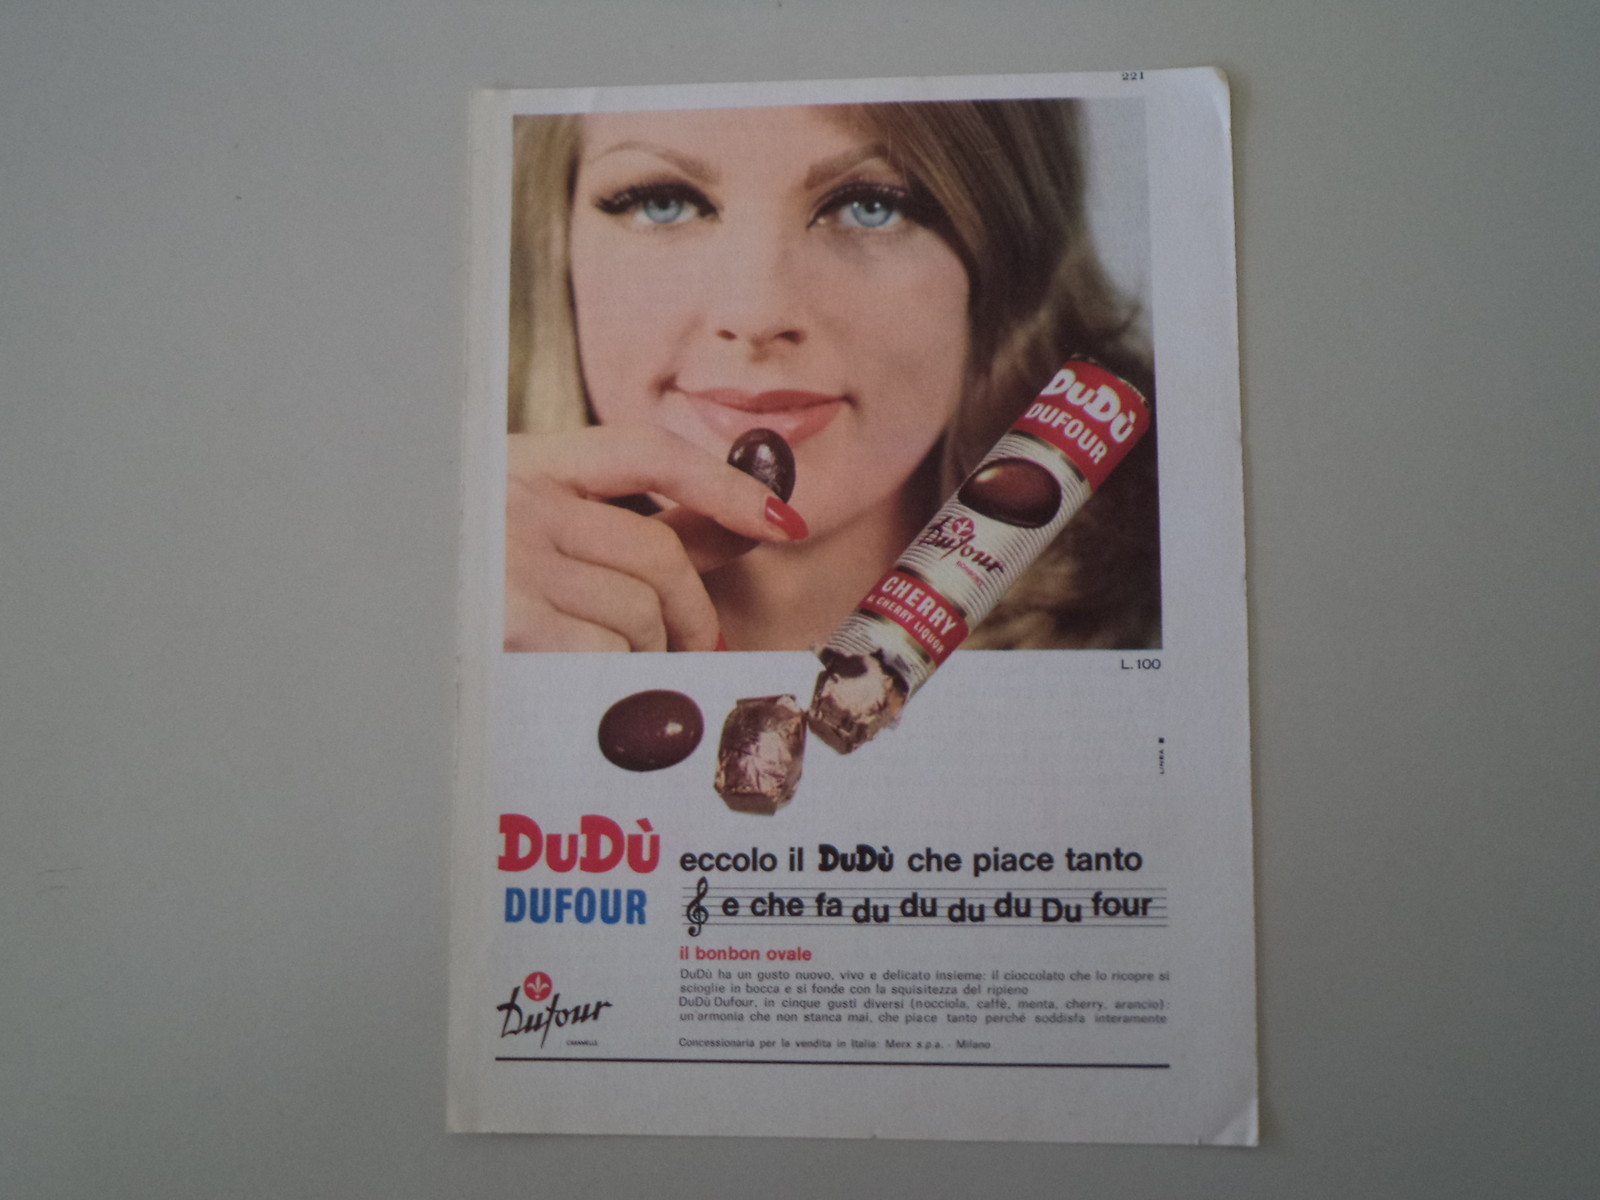 221
DuDù
DUFOUR
Dufour
CHERRY
& CHERRY LIQUOR
L. 100
LINEA
DuDù
DUFOUR
eccolo il DuDù che piace tanto
e che fa du du du du Du four
il bonbon ovale
DuDù ha un gusto nuovo, vivo e delicato insieme: il cioccolato che lo ricopre si
scioglie in bocca e si fonde con la squisitezza del ripieno
DuDù Dufour, in cinque gusti diversi (nocciola, caffè, menta, cherry, arancio):
un'armonia che non stanca mai, che piace tanto perché soddisfa interamente
Dufour
CARAMELLE
Concessionaria per la vendita in Italia: Merx s.p.a. - Milano